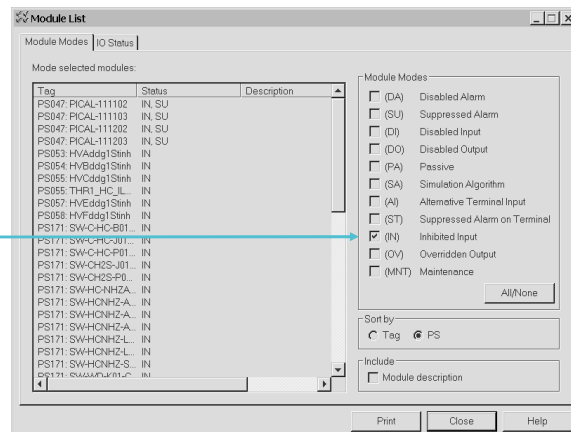 Module List
Module Modes
IO Status
Mode selected modules:
Tag Status Description
PS047: PICAL-111102 IN, SU
PS047: PICAL-111103 IN, SU
PS047: PICAL-111202 IN, SU
PS047: PICAL-111203 IN, SU
PS053: HVAddg1Stinh IN
PS054: HVBddg1Stinh IN
PS055: HVCddg1Stinh IN
PS055: THR1_HC_IL... IN
PS057: HVEddg1Stinh IN
PS058: HVFddg1Stinh IN
PS171: SW-C-HC-B01... IN
PS171: SW-C-HC-J01... IN
PS171: SW-C-HC-P01... IN
PS171: SW-CH2S-J01... IN
PS171: SW-CH2S-P0... IN
PS171: SW-HC-NHZA... IN
PS171: SW-HCNHZ-A... IN
PS171: SW-HCNHZ-A... IN
PS171: SW-HCNHZ-L... IN
PS171: SW-HCNHZ-L... IN
PS171: SW-HCNHZ-S... IN
PS171: SW-WD-K01-C... IN
Module Modes
(DA) Disabled Alarm
(SU) Suppressed Alarm
(DI) Disabled Input
(DO) Disabled Output
(PA) Passive
(SA) Simulation Algorithm
(AI) Alternative Terminal Input
(ST) Suppressed Alarm on Terminal
(IN) Inhibited Input
(OV) Overridden Output
(MNT) Maintenance
All/None
Sort by
Tag PS
Include
Module description
Print Close Help